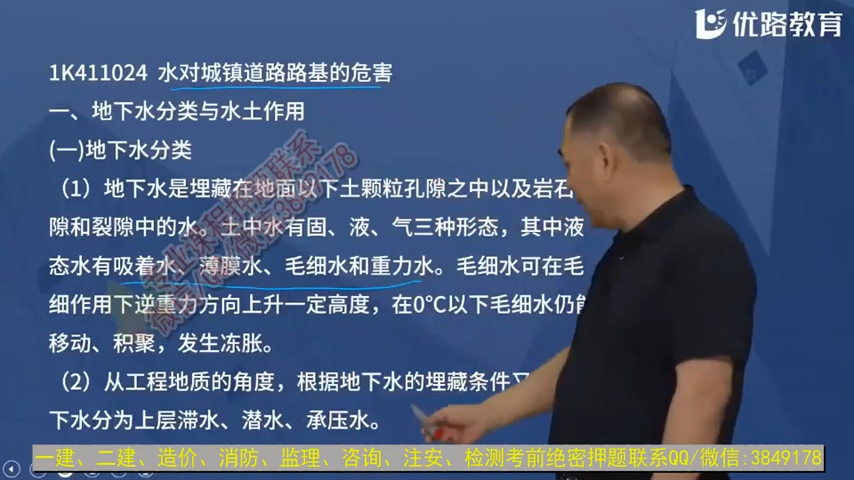 优路教育
1K411024 水对城镇道路路基的危害
一、地下水分类与水土作用
(一)地下水分类
（1）地下水是埋藏在地面以下土颗粒孔隙之中以及岩石
隙和裂隙中的水。土中水有固、液、气三种形态，其中液
态水有吸着水、薄膜水、毛细水和重力水。毛细水可在毛
细作用下逆重力方向上升一定高度，在0℃以下毛细水仍能
移动、积聚，发生冻胀。
（2）从工程地质的角度，根据地下水的埋藏条件又
下水分为上层滞水、潜水、承压水。
一建、二建、造价、消防、监理、咨询、注安、检测考前绝密押题联系QQ/微信:3849178